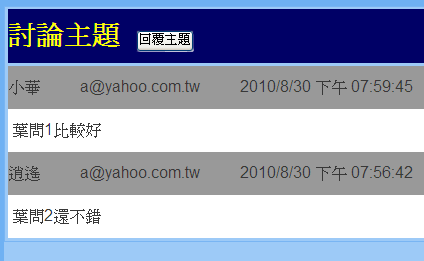 討論主題 回覆主題
小華 a@yahoo.com.tw 2010/8/30 下午 07:59:45
葉問1比較好
逍遙 a@yahoo.com.tw 2010/8/30 下午 07:56:42
葉問2還不錯